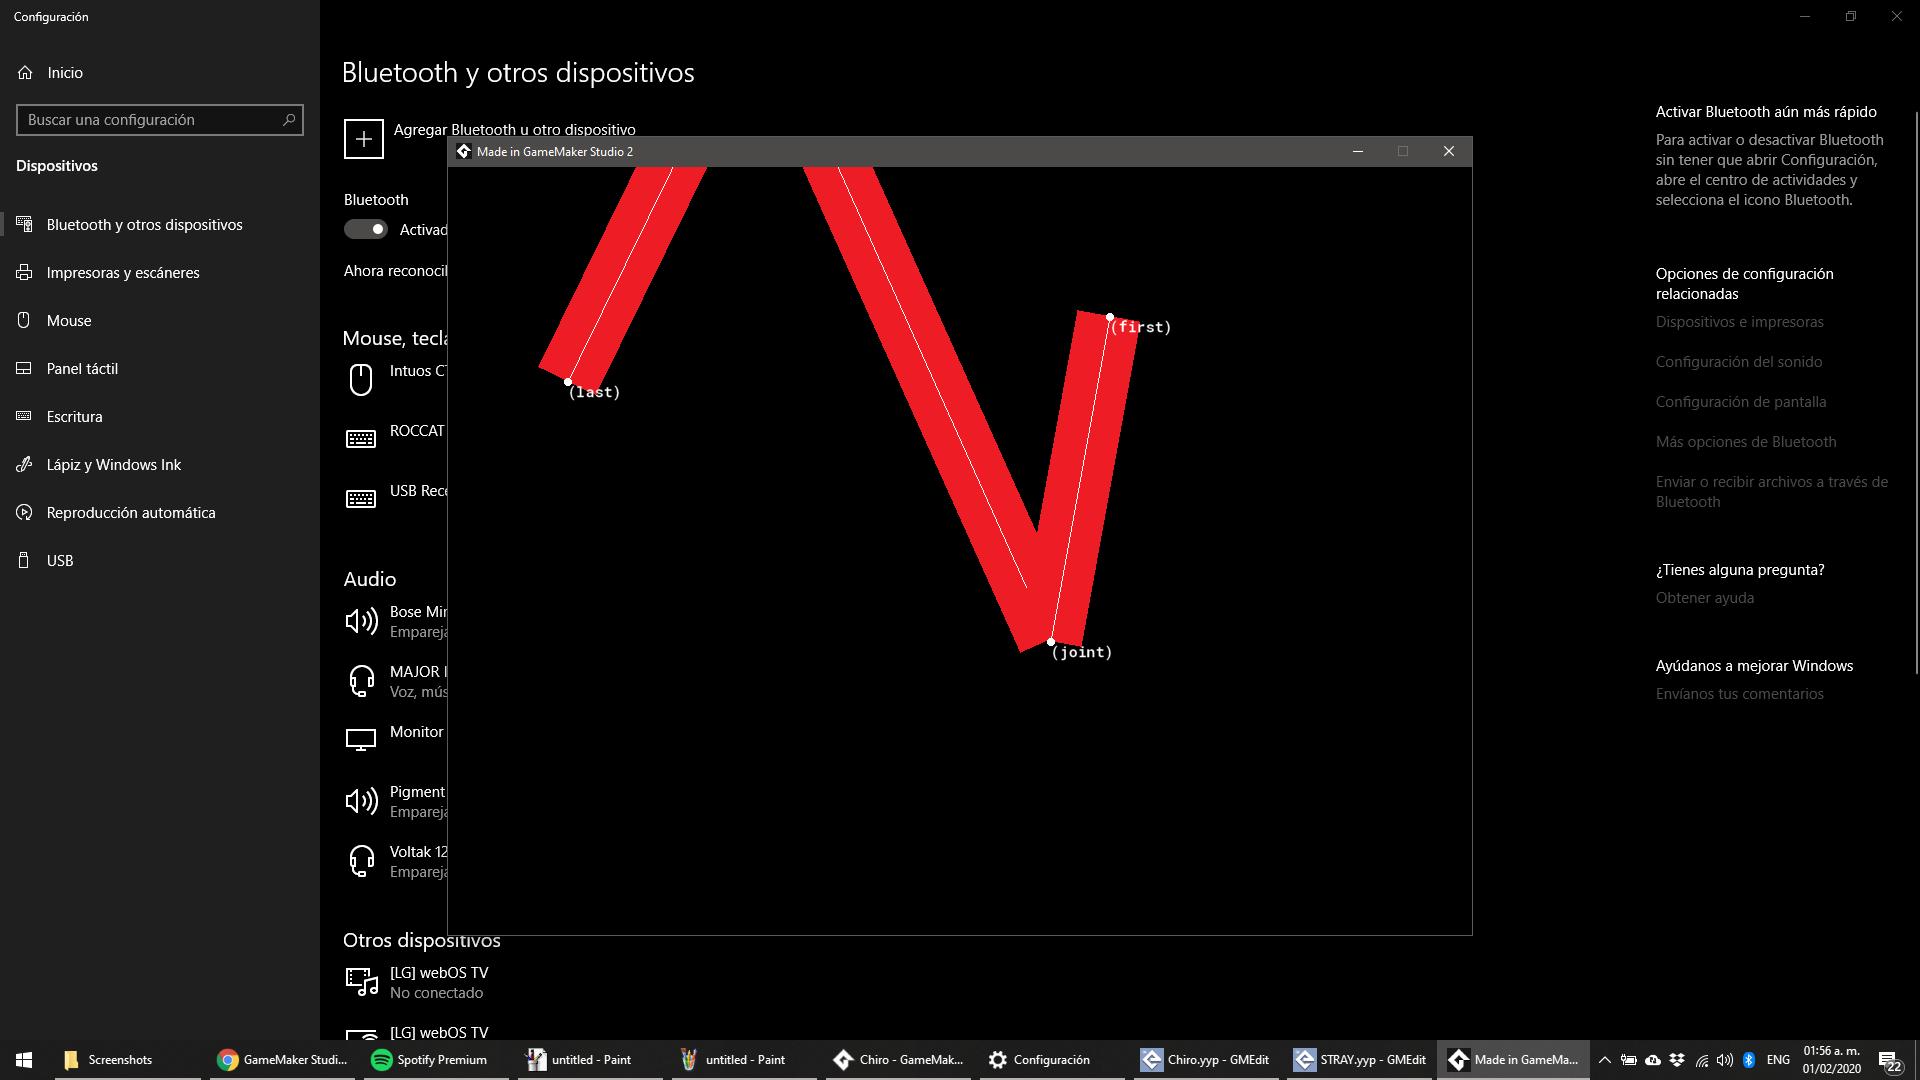 Configuración
Inicio
Buscar una configuración
Dispositivos
Bluetooth y otros dispositivos
Impresoras y escáneres
Mouse
Panel táctil
Escritura
Lápiz y Windows Ink
Reproducción automática
USB
Bluetooth y otros dispositivos
Agregar Bluetooth u otro dispositivo
Bluetooth
Activad
Ahora reconocil
Mouse, tecla
Intuos C
ROCCAT
USB Rece
Audio
Bose Min
Empareja
MAJOR I
Voz, mús
Monitor
Pigment
Empareja
Voltak 12
Empareja
Otros dispositivos
[LG] webOS TV
No conectado
[LG] webOS TV
Made in GameMaker Studio 2
(first)
(last)
(joint)
Activar Bluetooth aún más rápido
Para activar o desactivar Bluetooth
sin tener que abrir Configuración,
abre el centro de actividades y
selecciona el icono Bluetooth.
Opciones de configuración
relacionadas
Dispositivos e impresoras
Configuración del sonido
Configuración de pantalla
Más opciones de Bluetooth
Enviar o recibir archivos a través de
Bluetooth
¿Tienes alguna pregunta?
Obtener ayuda
Ayúdanos a mejorar Windows
Envíanos tus comentarios
Screenshots
GameMaker Studi...
Spotify Premium
untitled - Paint
untitled - Paint
Chiro - GameMak...
Configuración
Chiro.yyp - GMEdit
STRAY.yyp - GMEdit
Made in GameMa...
ENG
01:56 a. m.
01/02/2020
22